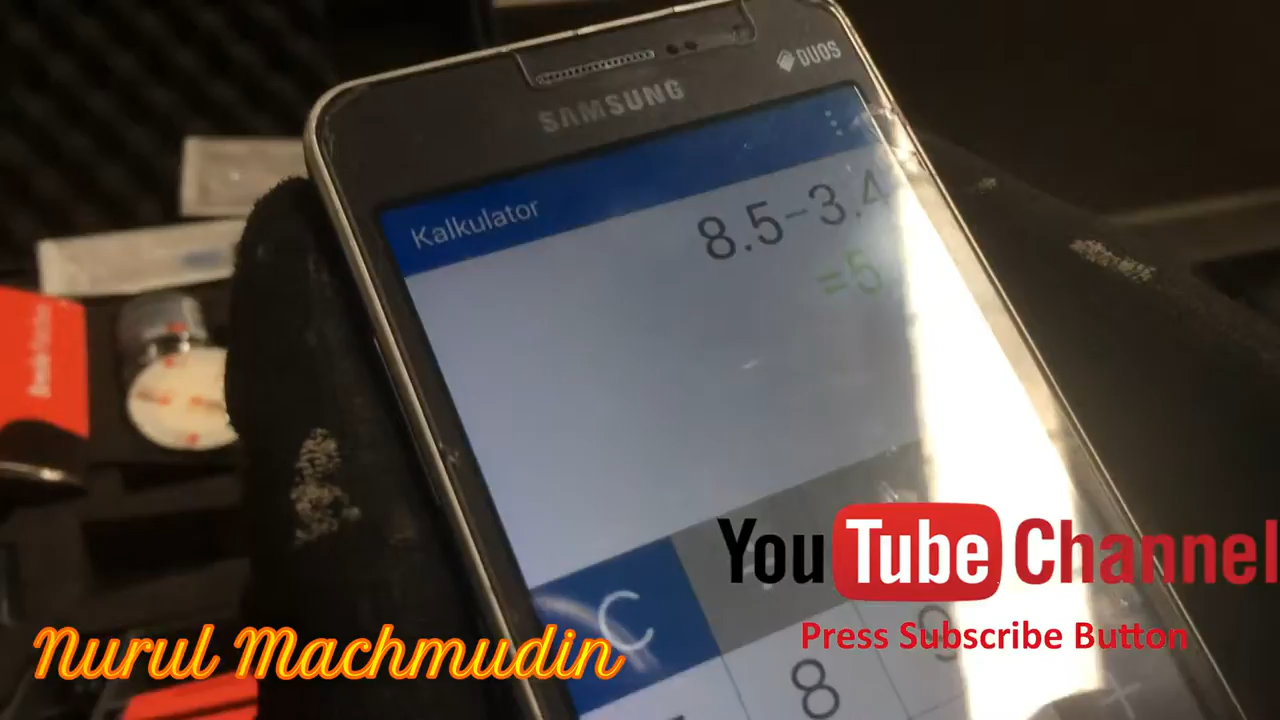 SAMSUNG
DUOS
Kalkulator
8.5-3.4
=5
C
8
9
YouTube Channel
Press Subscribe Button
Nurul Machmudin